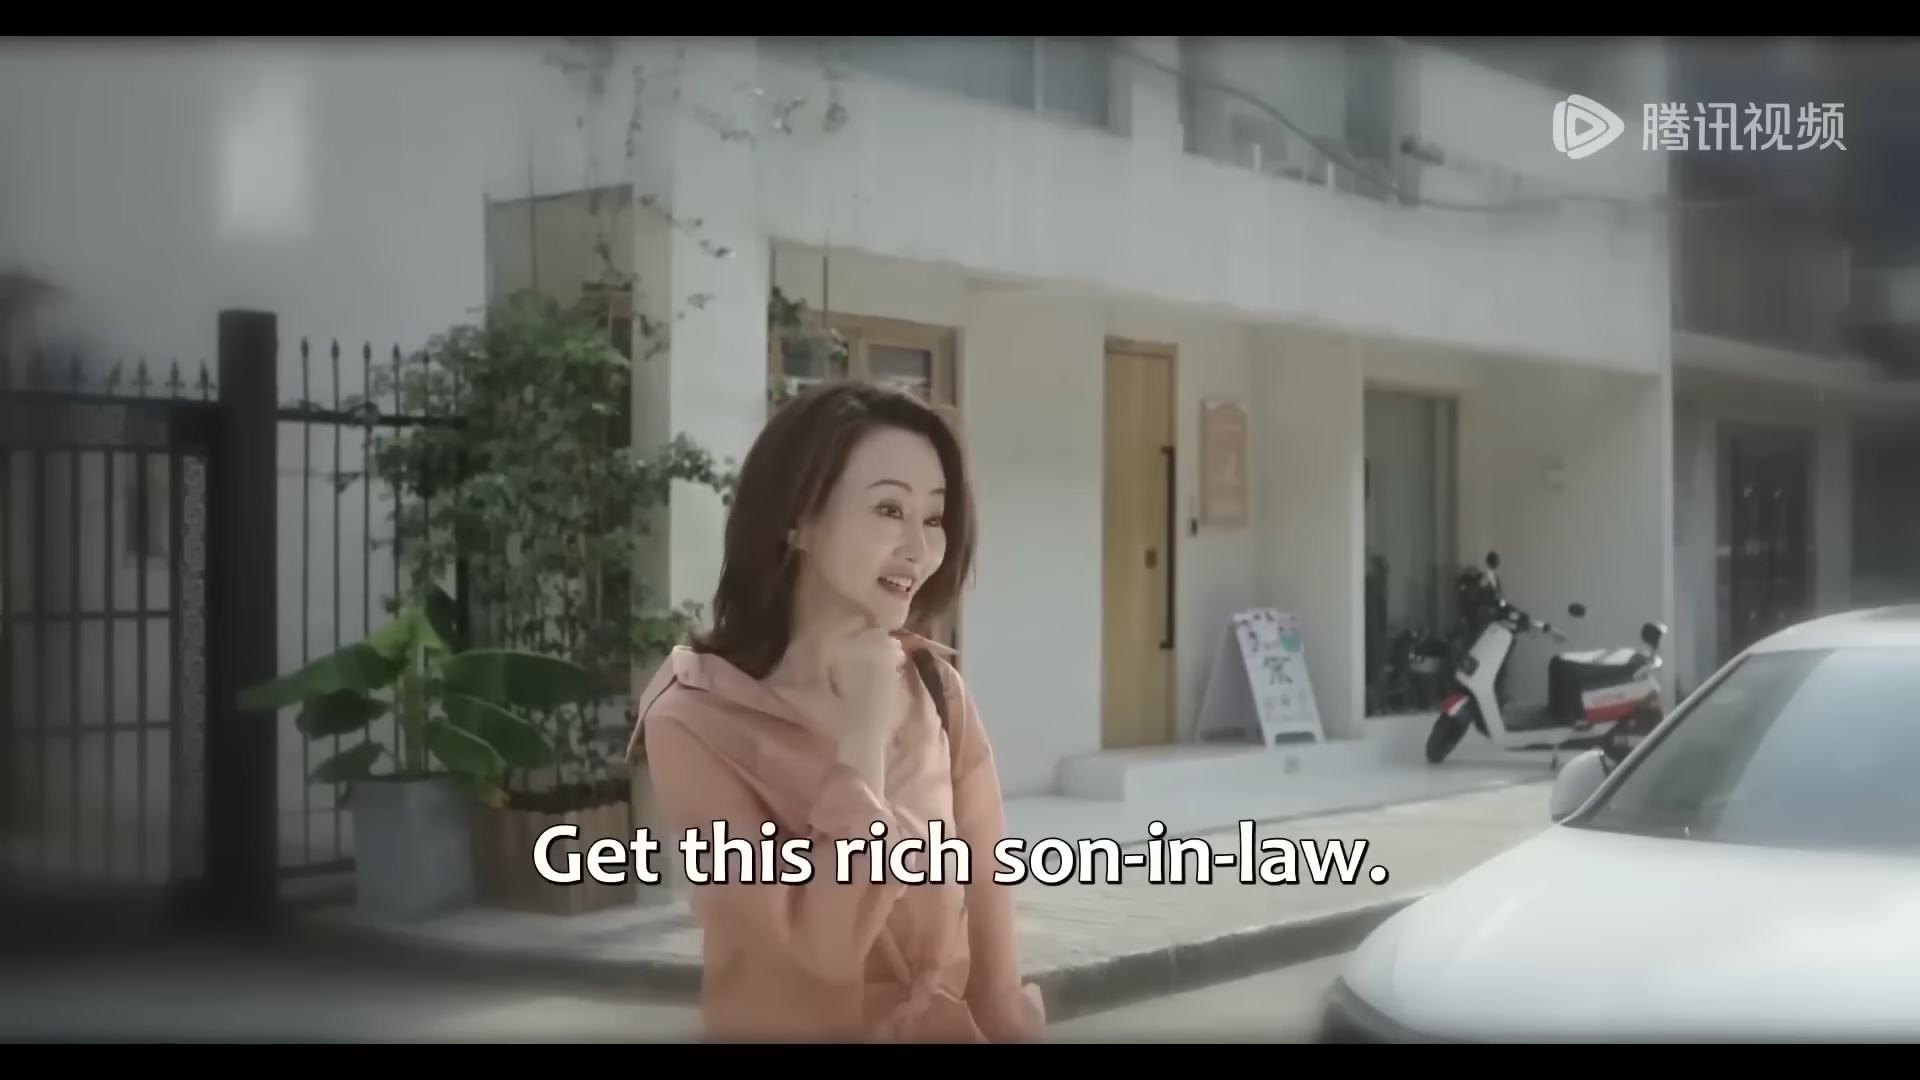 腾讯视频
Get this rich son-in-law.